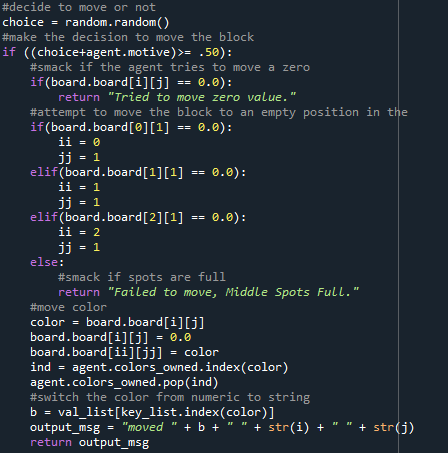 #decide to move or not
choice = random.random()
#make the decision to move the block
if ((choice+agent.motive)>= .50):
    #smack if the agent tries to move a zero
    if(board.board[i][j] == 0.0):
        return "Tried to move zero value."
    #attempt to move the block to an empty position in the
    if(board.board[0][1] == 0.0):
        ii = 0
        jj = 1
    elif(board.board[1][1] == 0.0):
        ii = 1
        jj = 1
    elif(board.board[2][1] == 0.0):
        ii = 2
        jj = 1
    else:
        #smack if spots are full
        return "Failed to move, Middle Spots Full."
    #move color
    color = board.board[i][j]
    board.board[i][j] = 0.0
    board.board[ii][jj] = color
    ind = agent.colors_owned.index(color)
    agent.colors_owned.pop(ind)
    #switch the color from numeric to string
    b = val_list[key_list.index(color)]
    output_msg = "moved " + b + " " + str(i) + " " + str(j)
    return output_msg